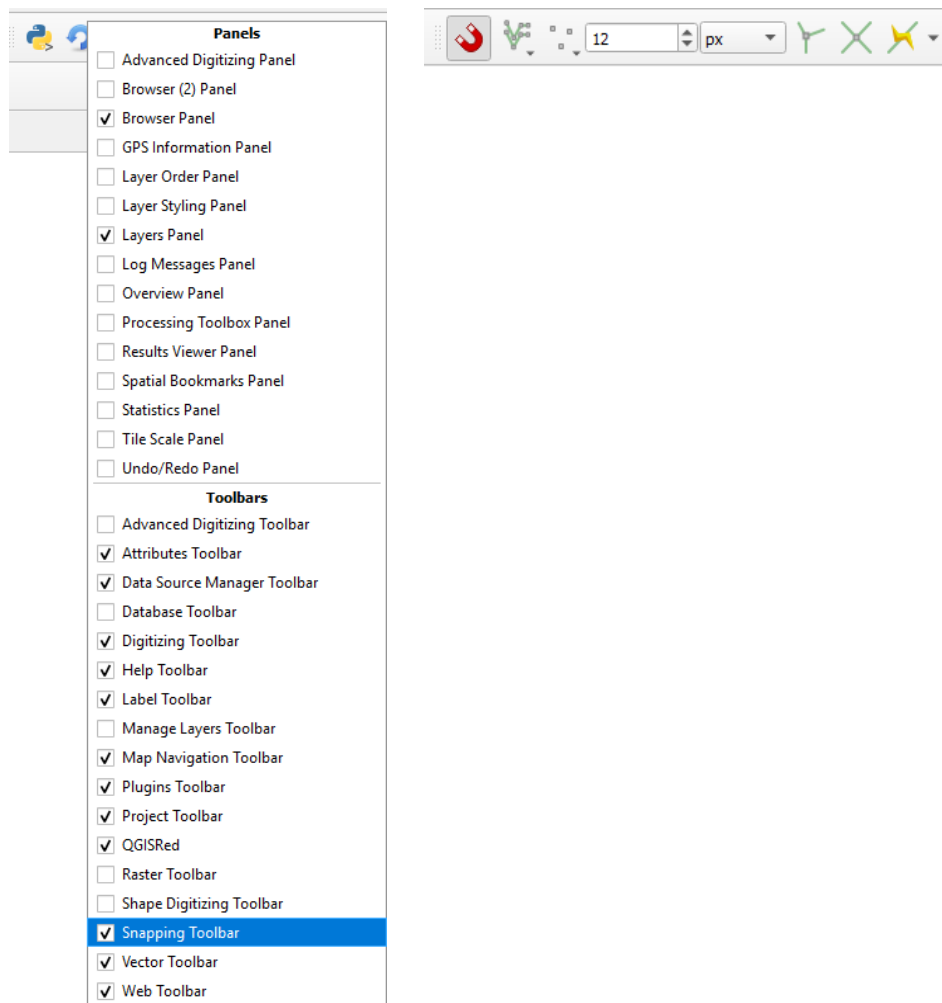 Panels
Advanced Digitizing Panel
Browser (2) Panel
Browser Panel
GPS Information Panel
Layer Order Panel
Layer Styling Panel
Layers Panel
Log Messages Panel
Overview Panel
Processing Toolbox Panel
Results Viewer Panel
Spatial Bookmarks Panel
Statistics Panel
Tile Scale Panel
Undo/Redo Panel
Toolbars
Advanced Digitizing Toolbar
Attributes Toolbar
Data Source Manager Toolbar
Database Toolbar
Digitizing Toolbar
Help Toolbar
Label Toolbar
Manage Layers Toolbar
Map Navigation Toolbar
Plugins Toolbar
Project Toolbar
QGISRed
Raster Toolbar
Shape Digitizing Toolbar
Snapping Toolbar
Vector Toolbar
Web Toolbar
12 px